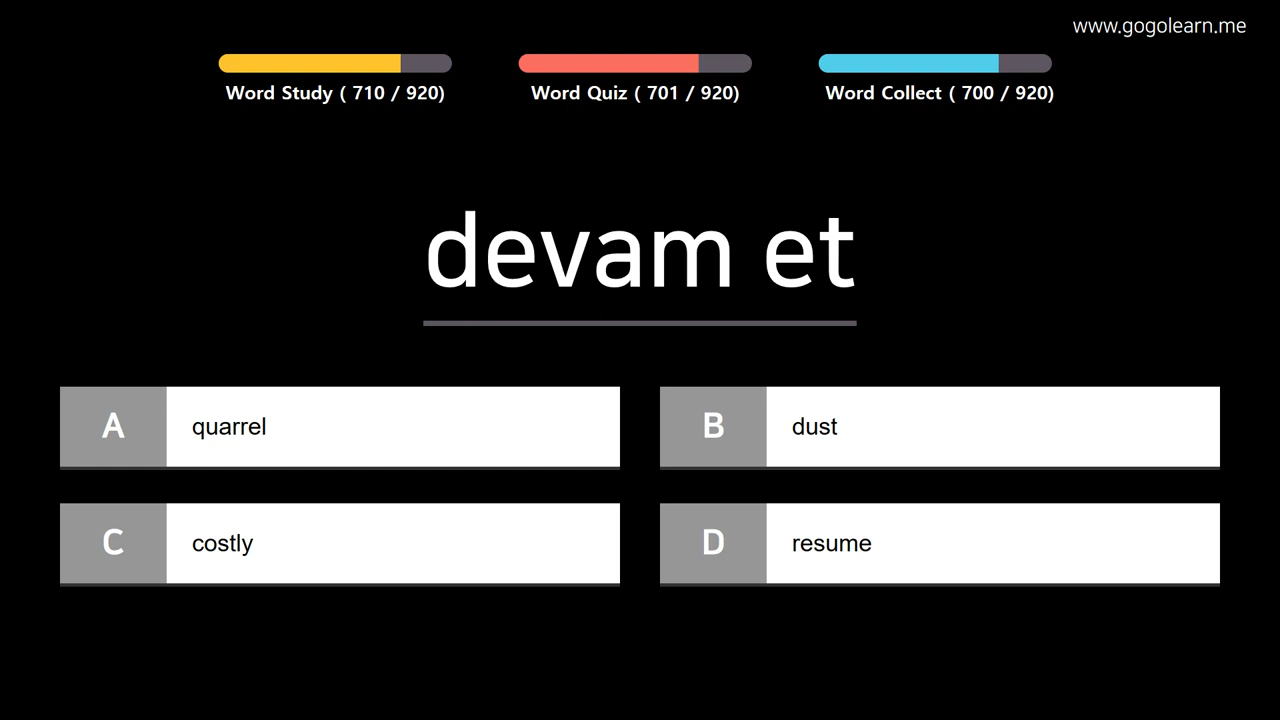 www.gogolearn.me
Word Study ( 710 / 920)
Word Quiz ( 701 / 920)
Word Collect ( 700 / 920)
devam et
A quarrel
B dust
C costly
D resume